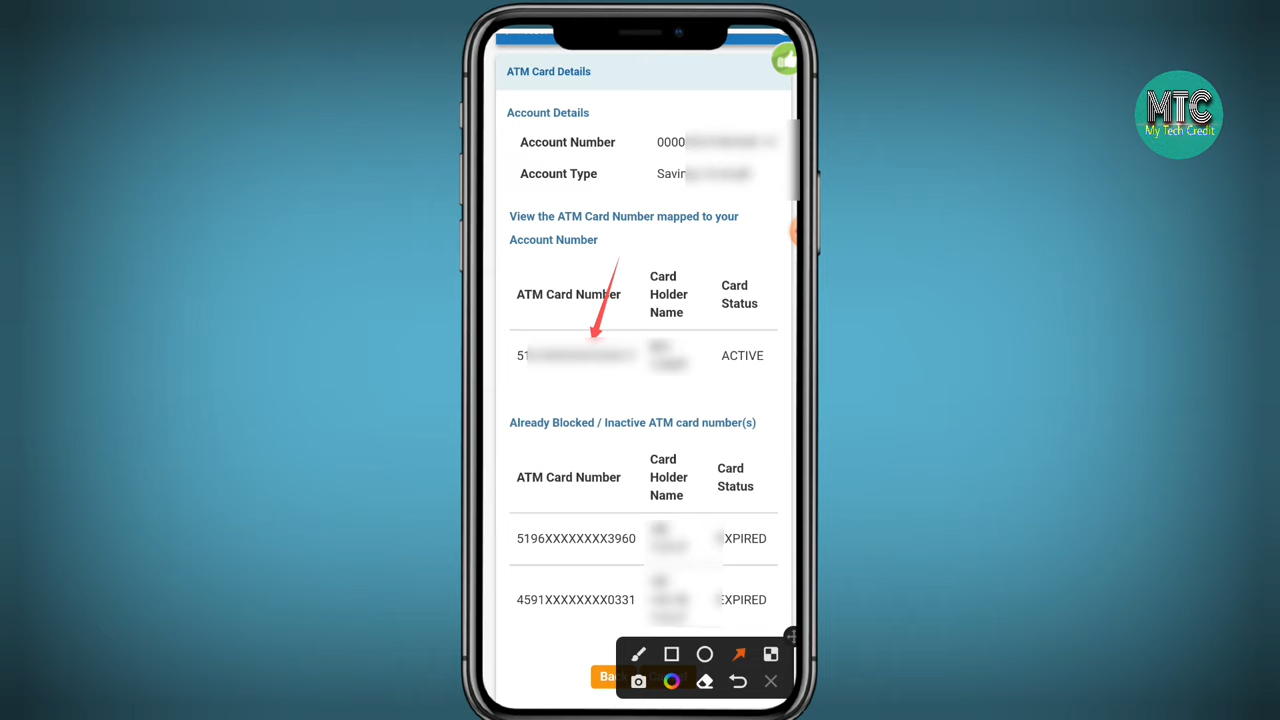 MTC
My Tech Credit
ATM Card Details
Account Details
Account Number 0000
Account Type Savin
View the ATM Card Number mapped to your
Account Number
ATM Card Number Card Holder Name Card Status
51 ACTIVE
Already Blocked / Inactive ATM card number(s)
ATM Card Number Card Holder Name Card Status
5196XXXXXXXX3960 XPIRED
4591XXXXXXXX0331 EXPIRED
Bac